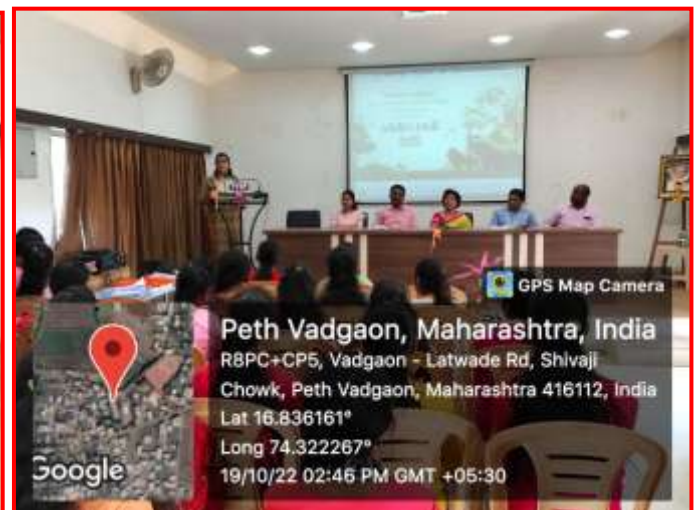 GPS Map Camera
Peth Vadgaon, Maharashtra, India
R8PC+CP5, Vadgaon - Latwade Rd, Shivaji
Chowk, Peth Vadgaon, Maharashtra 416112, India
Lat 16.836161°
Long 74.322267°
19/10/22 02:46 PM GMT +05:30
Google